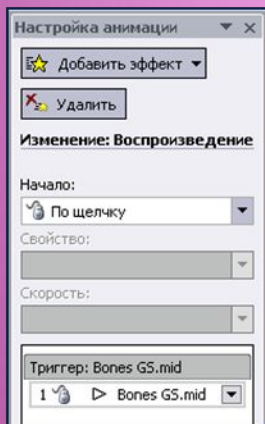 Настройка анимации
Добавить эффект
Удалить
Изменение: Воспроизведение
Начало:
По щелчку
Свойство:
Скорость:
Триггер: Bones GS.mid
1 Bones GS.mid